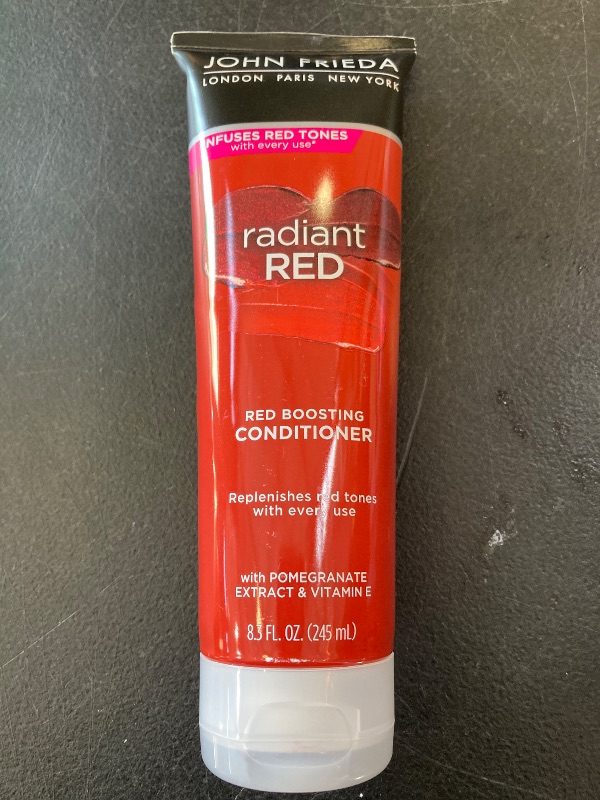 JOHN FRIEDA
LONDON PARIS NEW YORK
INFUSES RED TONES
with every use*
radiant
RED
RED BOOSTING
CONDITIONER
Replenishes red tones
with every use
with POMEGRANATE
EXTRACT & VITAMIN E
8.3 FL. OZ. (245 mL)